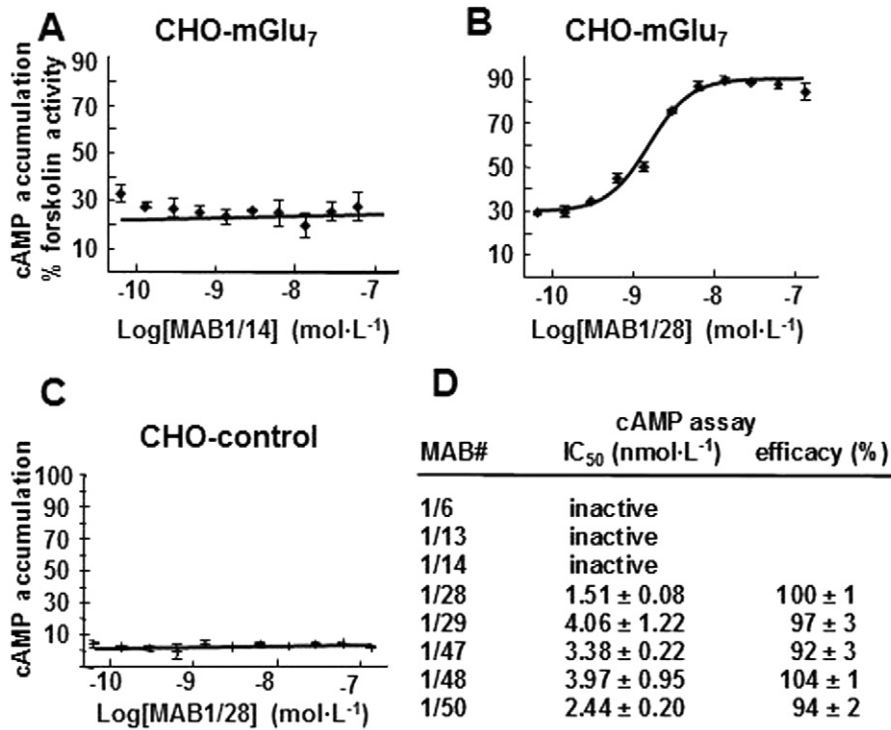 A
CHO-mGlu₇
cAMP accumulation
% forskolin activity
90
70
50
30
10
-10
-9
-8
-7
Log[MAB1/14] (mol·L⁻¹)
B
CHO-mGlu₇
90
70
50
30
10
-10
-9
-8
-7
Log[MAB1/28] (mol·L⁻¹)
C
CHO-control
cAMP accumulation
100
90
70
50
30
10
-10
-9
-8
-7
Log[MAB1/28] (mol·L⁻¹)
D
cAMP assay
MAB# IC₅₀ (nmol·L⁻¹) efficacy (%)
1/6 inactive
1/13 inactive
1/14 inactive
1/28 1.51 ± 0.08 100 ± 1
1/29 4.06 ± 1.22 97 ± 3
1/47 3.38 ± 0.22 92 ± 3
1/48 3.97 ± 0.95 104 ± 1
1/50 2.44 ± 0.20 94 ± 2